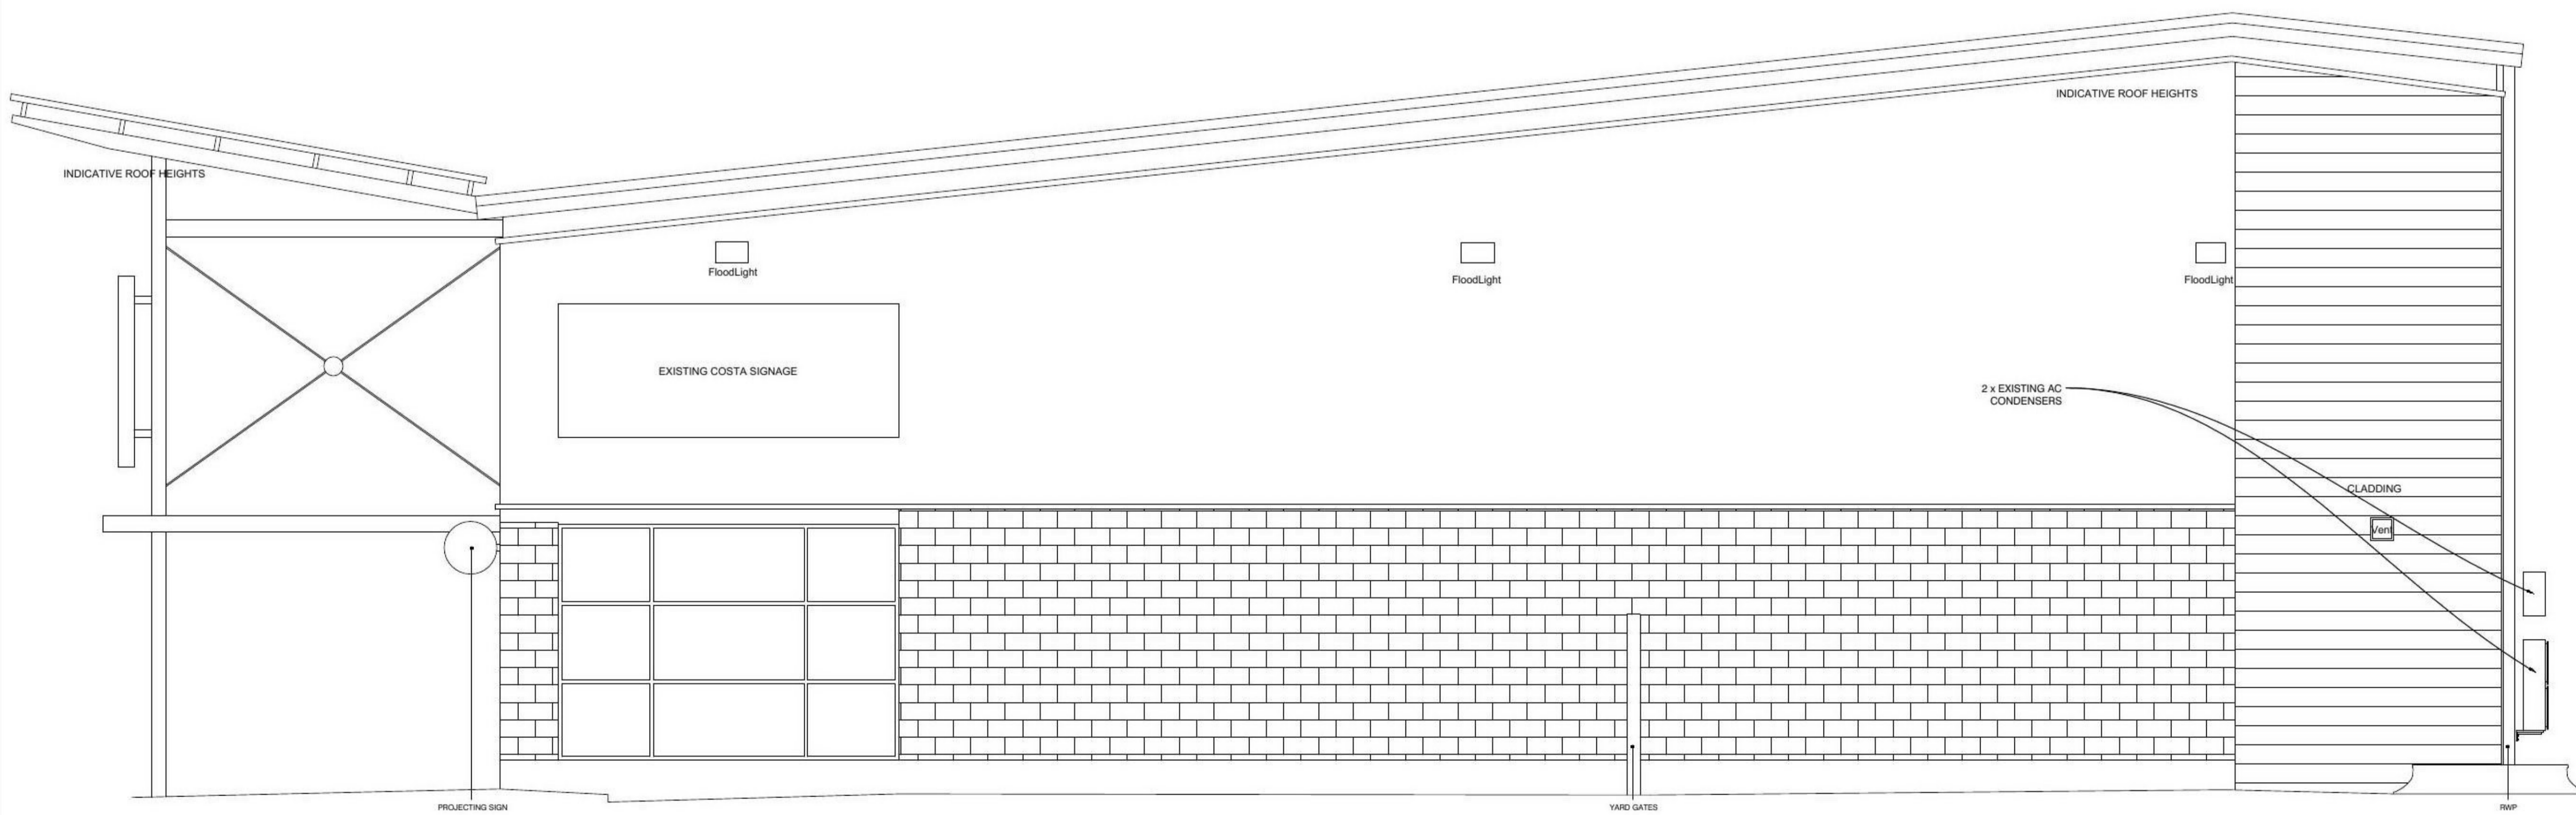 INDICATIVE ROOF HEIGHTS
INDICATIVE ROOF HEIGHTS
FloodLight
FloodLight
FloodLight
EXISTING COSTA SIGNAGE
2 x EXISTING AC
CONDENSERS
CLADDING
Vent
PROJECTING SIGN
YARD GATES
RWP